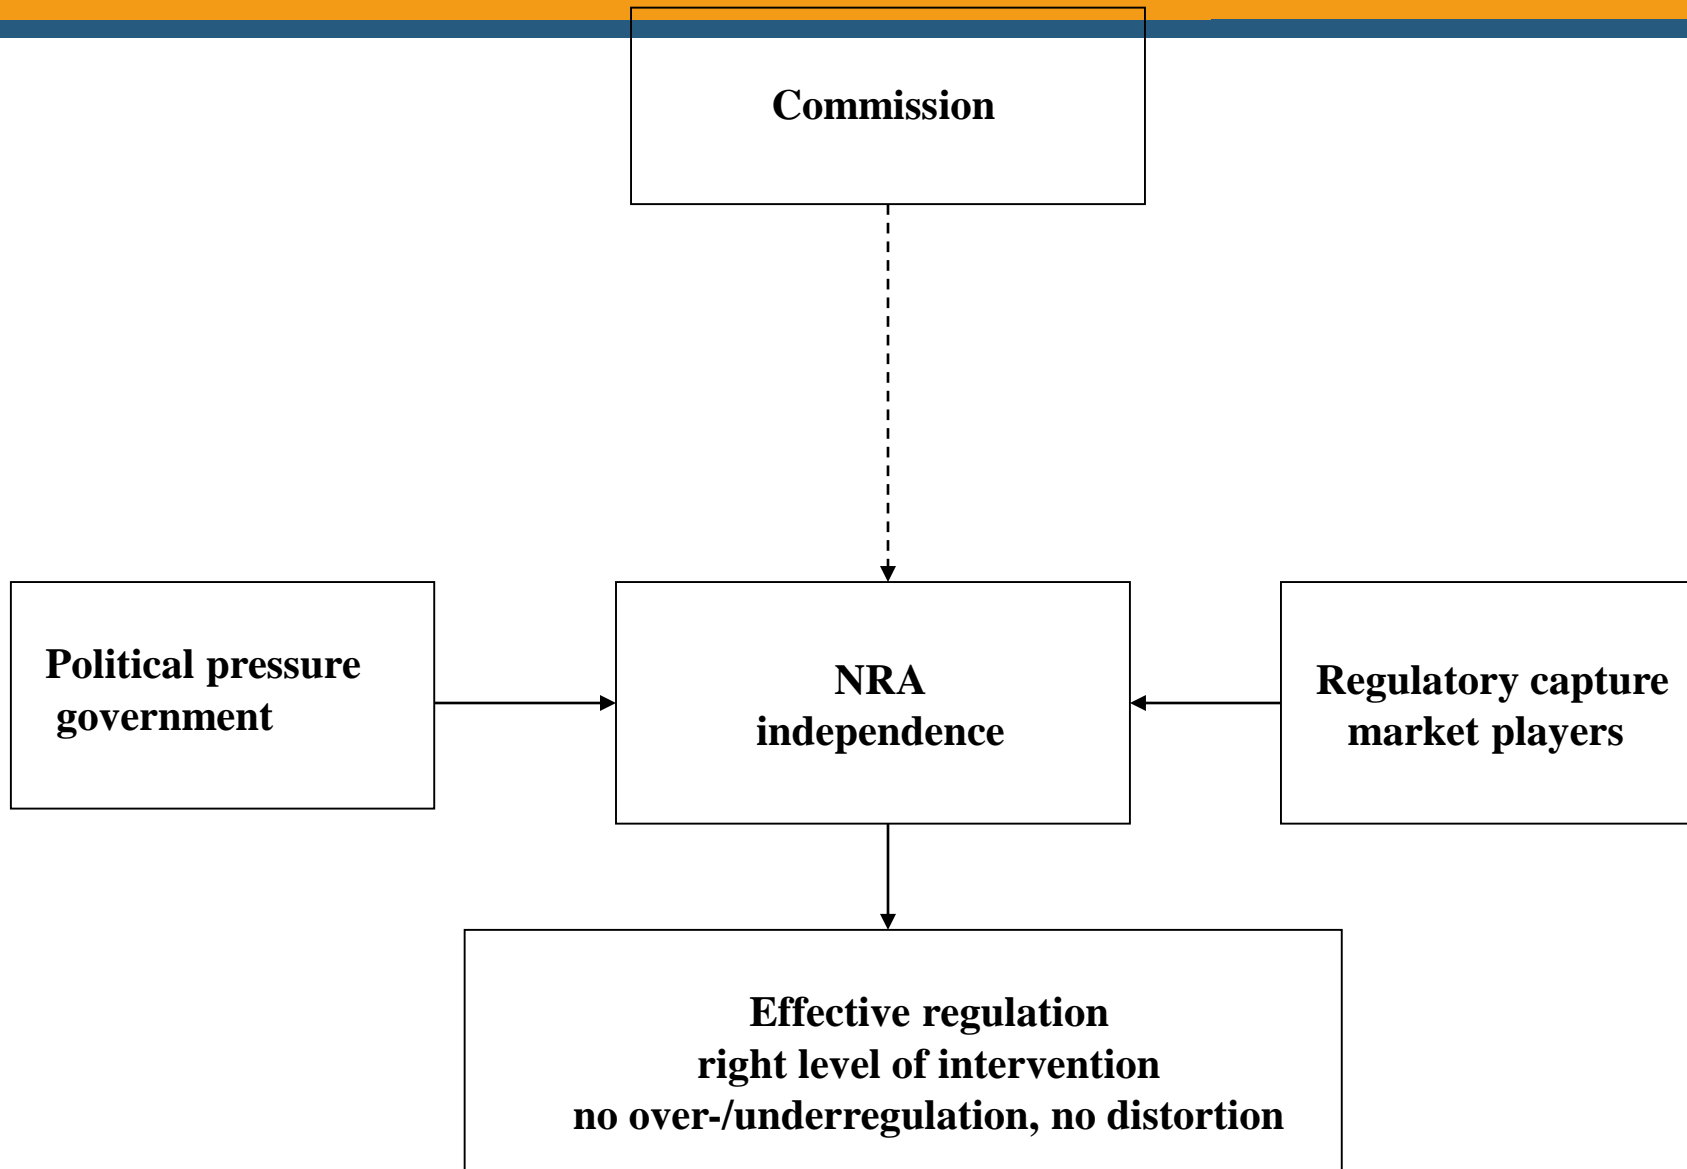 Commission
Political pressure
government
NRA
independence
Regulatory capture
market players
Effective regulation
right level of intervention
no over-/underregulation, no distortion